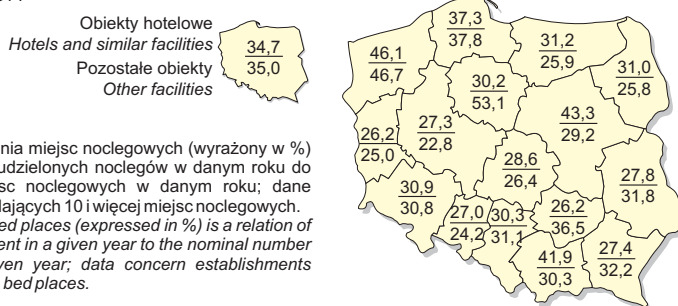 Obiekty hotelowe
Hotels and similar facilities
Pozostałe obiekty
Other facilities
34,7
35,0
nia miejsc noclegowych (wyrażony w %)
udzielonych noclegów w danym roku do
sc noclegowych w danym roku; dane
dających 10 i więcej miejsc noclegowych.
ed places (expressed in %) is a relation of
ent in a given year to the nominal number
ven year; data concern establishments
bed places.
37,3
37,8
46,1
46,7
31,2
25,9
31,0
25,8
30,2
53,1
43,3
29,2
27,3
22,8
26,2
25,0
28,6
26,4
27,8
31,8
30,9
30,8
27,0
24,2
30,3
31,1
26,2
36,5
41,9
30,3
27,4
32,2